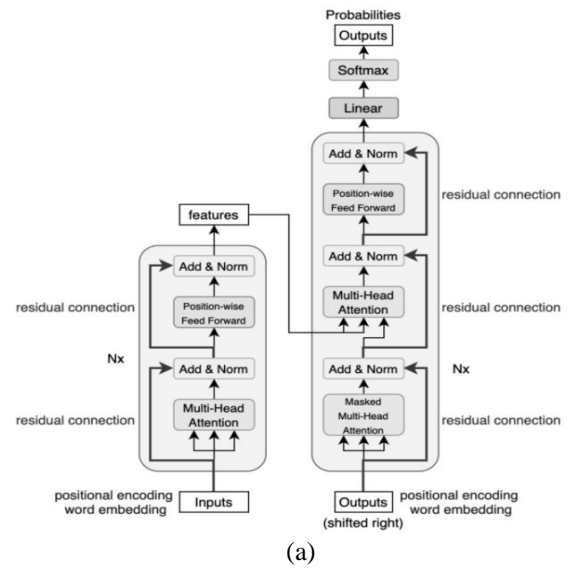 Probabilities
Outputs
Softmax
Linear
Add & Norm
Position-wise
Feed Forward
residual connection
Add & Norm
Multi-Head
Attention
residual connection
Add & Norm
Nx
Masked
Multi-Head
Attention
residual connection
Outputs
(shifted right)
positional encoding
word embedding
features
Add & Norm
residual connection
Position-wise
Feed Forward
Nx
Add & Norm
residual connection
Multi-Head
Attention
positional encoding
word embedding
Inputs
(a)